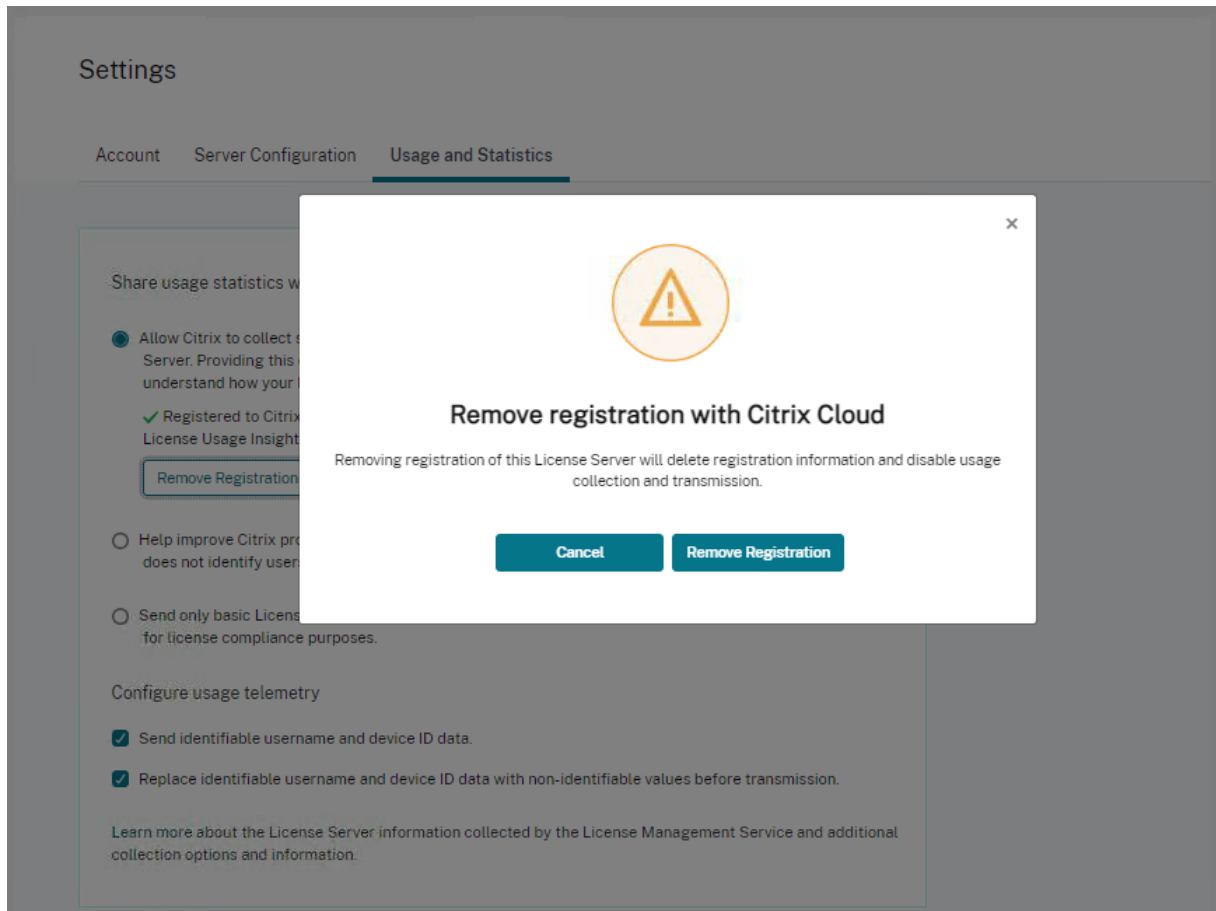 Settings
Account Server Configuration Usage and Statistics
×
Share usage statistics w
Allow Citrix to collect
Server. Providing this
understand how your
Registered to Citrix
License Usage Insight
Remove Registration
Remove registration with Citrix Cloud
Removing registration of this License Server will delete registration information and disable usage
collection and transmission.
Cancel Remove Registration
Help improve Citrix pro
does not identify user
Send only basic Licens
for license compliance purposes.
Configure usage telemetry
Send identifiable username and device ID data.
Replace identifiable username and device ID data with non-identifiable values before transmission.
Learn more about the License Server information collected by the License Management Service and additional
collection options and information.